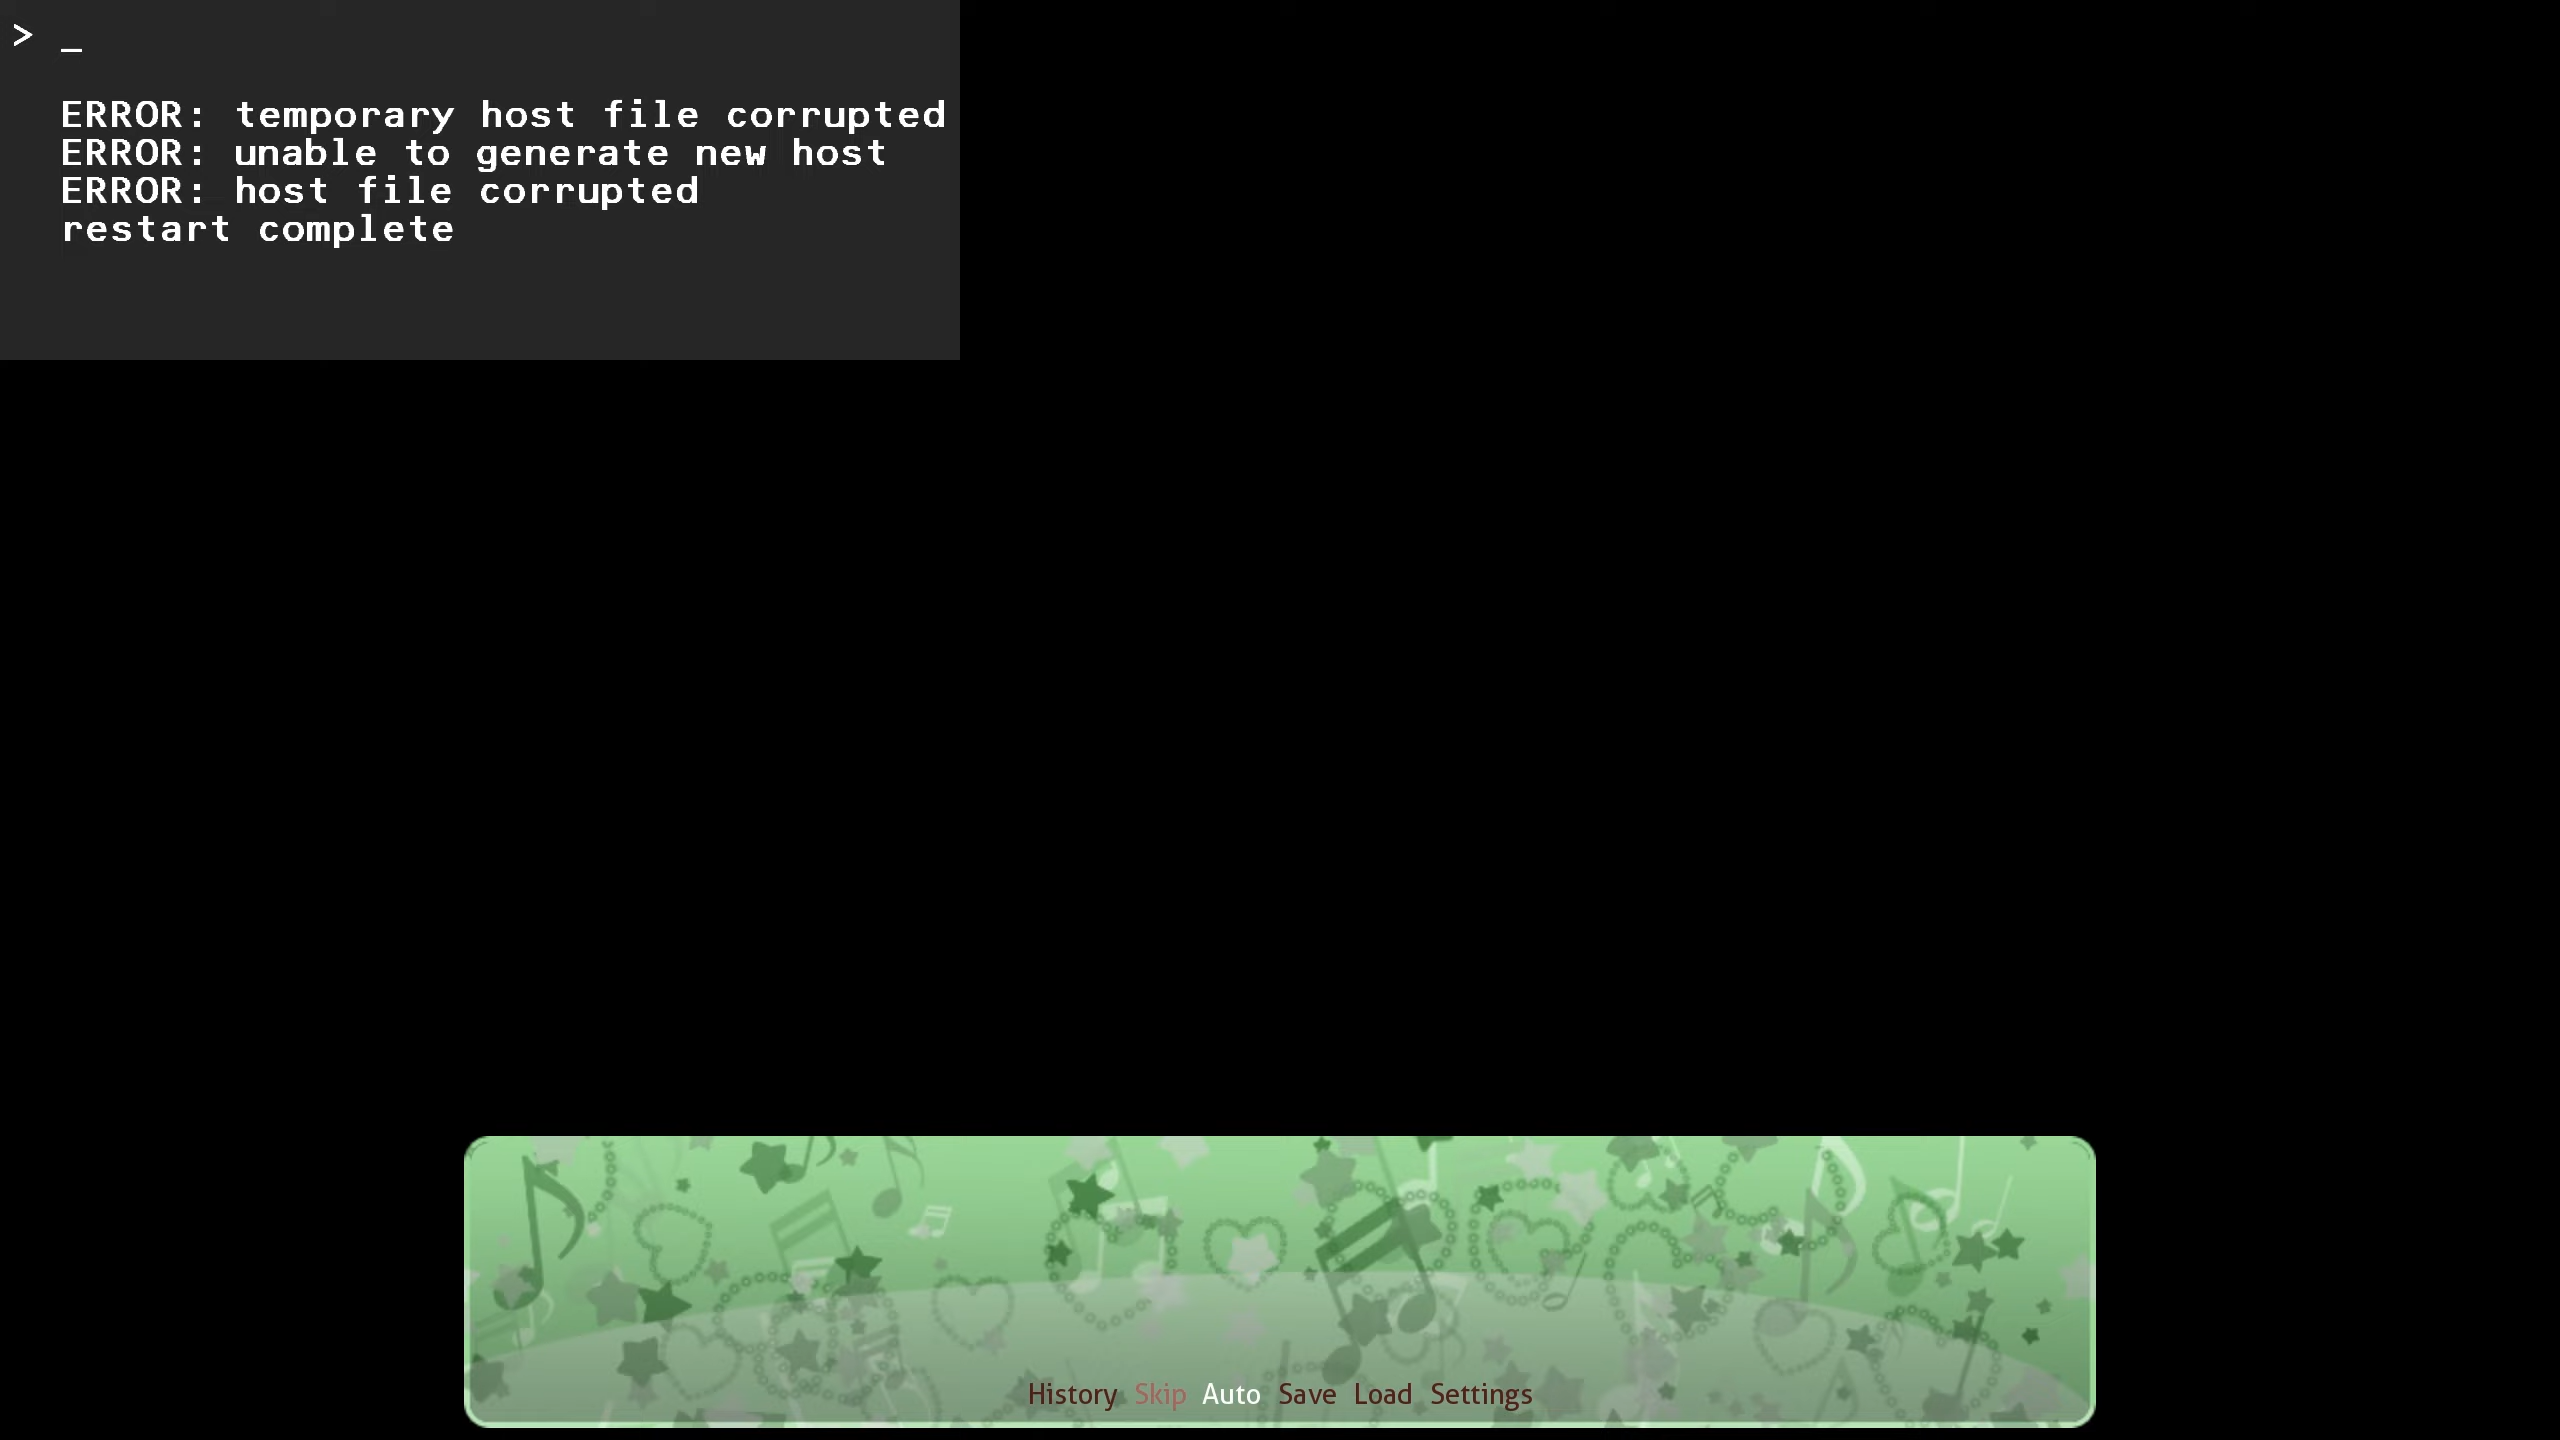 > _
ERROR: temporary host file corrupted
ERROR: unable to generate new host
ERROR: host file corrupted
restart complete
History Skip Auto Save Load Settings